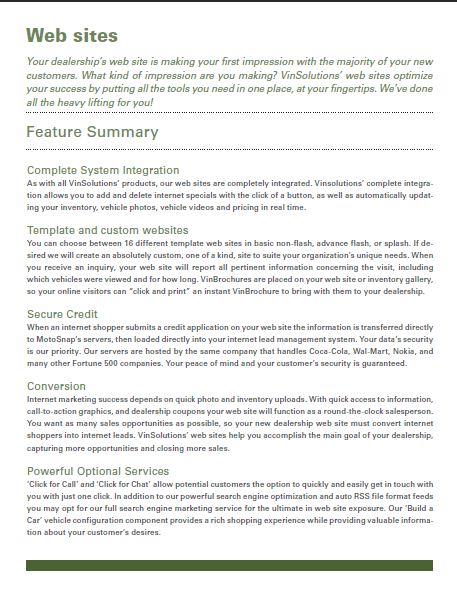 Web sites
Your dealership's web site is making your first impression with the majority of your new
customers. What kind of impression are you making? VinSolutions' web sites optimize
your success by putting all the tools you need in one place, at your fingertips. We've done
all the heavy lifting for you!
Feature Summary
Complete System Integration
As with all VinSolutions' products, our web sites are completely integrated. Vinsolutions' complete integra-
tion allows you to add and delete internet specials with the click of a button, as well as automatically updat-
ing your inventory, vehicle photos, vehicle videos and pricing in real time.
Template and custom websites
You can choose between 16 different template web sites in basic non-flash, advance flash, or splash. If de-
sired we will create an absolutely custom, one of a kind, site to suite your organization's unique needs. When
you receive an inquiry, your web site will report all pertinent information concerning the visit, including
which vehicles were viewed and for how long. VinBrochures are placed on your web site or inventory gallery,
so your online visitors can "click and print" an instant VinBrochure to bring with them to your dealership.
Secure Credit
When an internet shopper submits a credit application on your web site the information is transferred directly
to MotoSnap's servers, then loaded directly into your internet lead management system. Your data's security
is our priority. Our servers are hosted by the same company that handles Coca-Cola, Wal-Mart, Nokia, and
many other Fortune 500 companies. Your peace of mind and your customer's security is guaranteed.
Conversion
Internet marketing success depends on quick photo and inventory uploads. With quick access to information,
call-to-action graphics, and dealership coupons your web site will function as a round-the-clock salesperson.
You want as many sales opportunities as possible, so your new dealership web site must convert internet
shoppers into internet leads. VinSolutions' web sites help you accomplish the main goal of your dealership,
capturing more opportunities and closing more sales.
Powerful Optional Services
'Click for Call' and 'Click for Chat' allow potential customers the option to quickly and easily get in touch with
you with just one click. In addition to our powerful search engine optimization and auto RSS file format feeds
you may opt for our full search engine marketing service for the ultimate in web site exposure. Our 'Build a
Car' vehicle configuration component provides a rich shopping experience while providing valuable informa-
tion about your customer's desires.